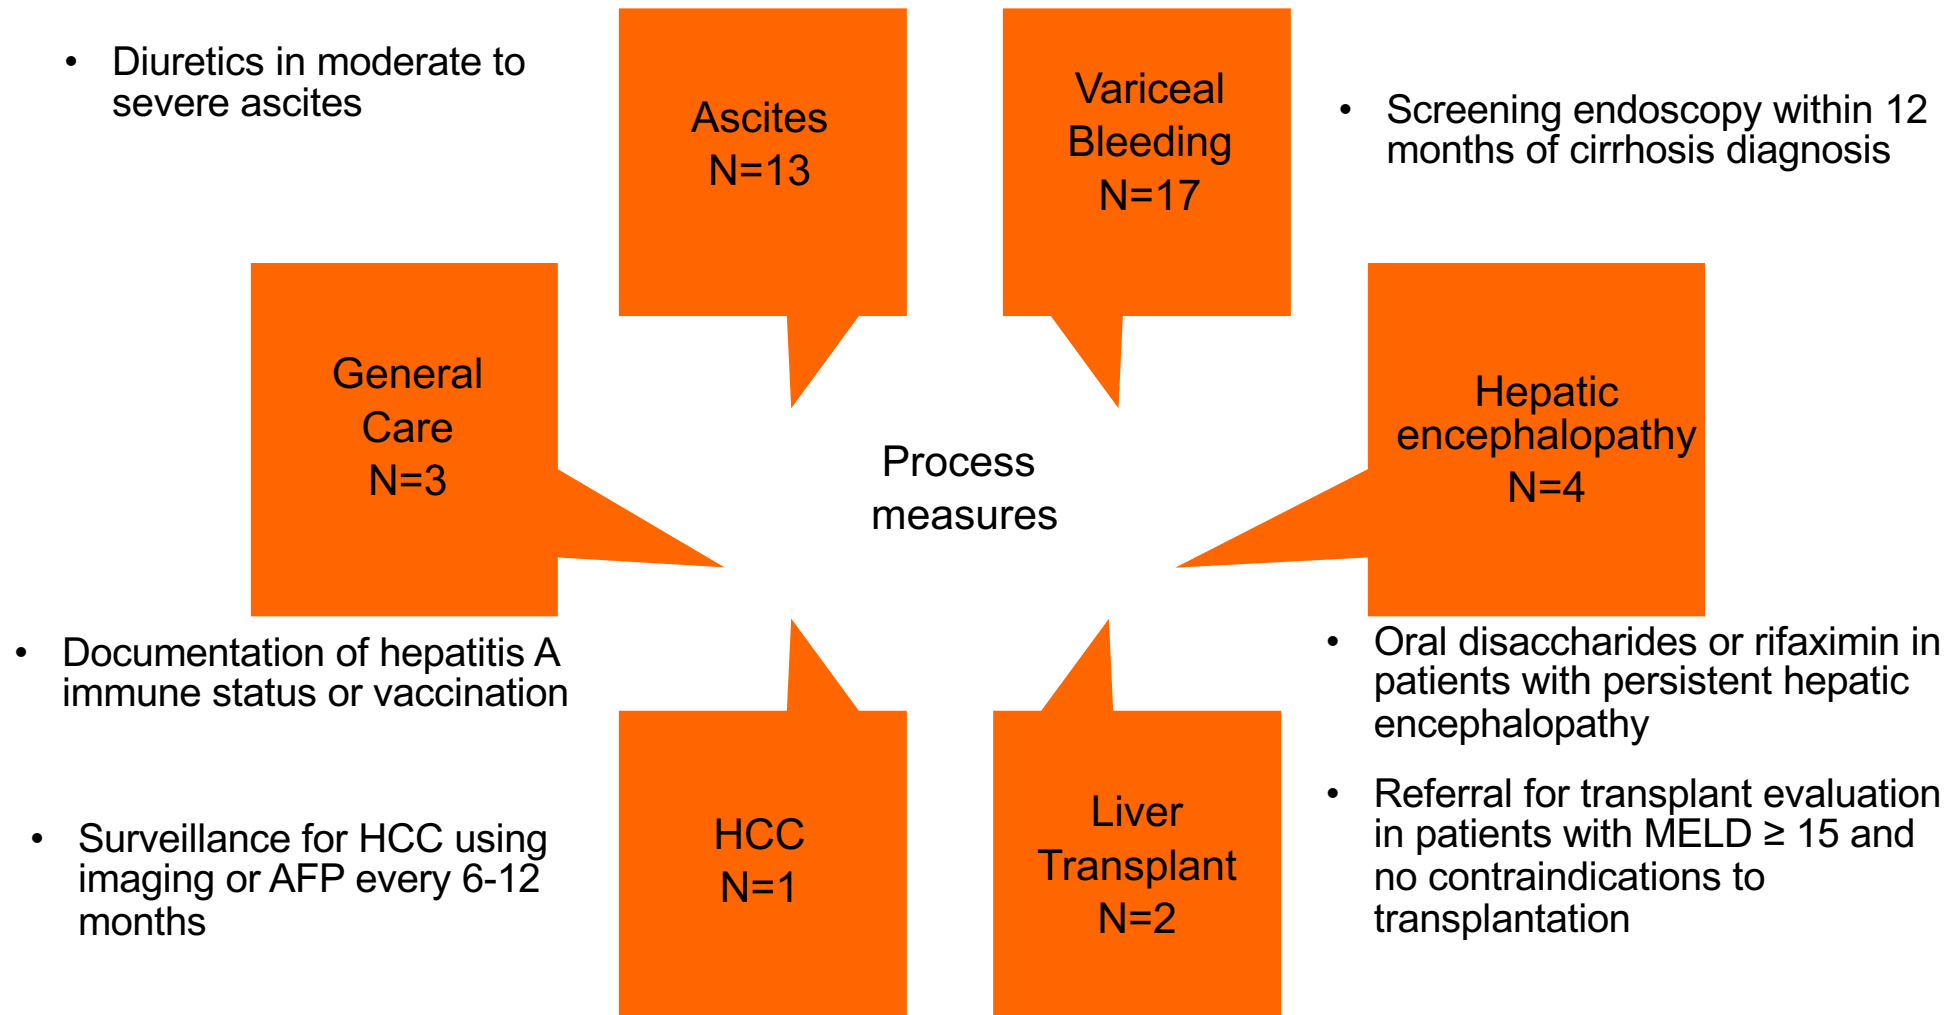 • Diuretics in moderate to
severe ascites
Ascites
N=13
Variceal
Bleeding
N=17
• Screening endoscopy within 12
months of cirrhosis diagnosis
General
Care
N=3
Process
measures
Hepatic
encephalopathy
N=4
• Documentation of hepatitis A
immune status or vaccination
• Oral disaccharides or rifaximin in
patients with persistent hepatic
encephalopathy
• Surveillance for HCC using
imaging or AFP every 6-12
months
HCC
N=1
Liver
Transplant
N=2
• Referral for transplant evaluation
in patients with MELD ≥ 15 and
no contraindications to
transplantation